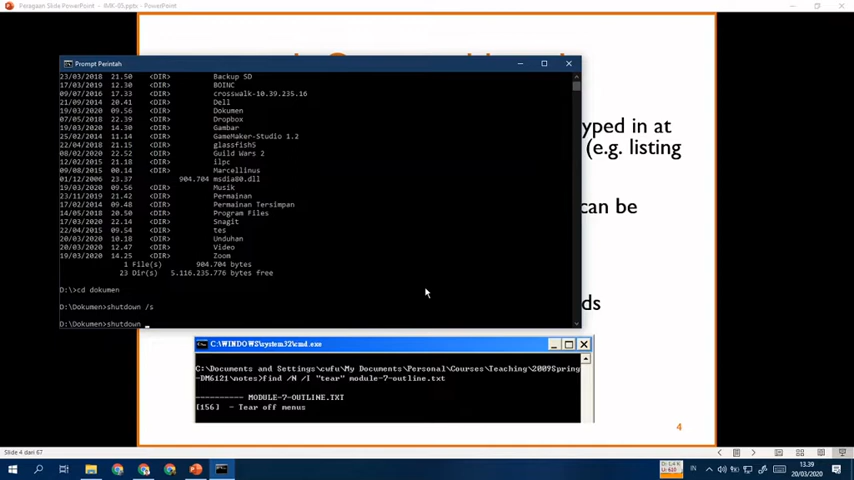 Peragaan Slide PowerPoint - IMK-05.pptx - PowerPoint
Prompt Perintah
23/03/2018 21.50 <DIR> Backup SD
17/03/2019 12.30 <DIR> BOINC
09/07/2016 17.33 <DIR> crosswalk-10.39.235.16
21/09/2014 20.41 <DIR> Dell
19/03/2020 09.56 <DIR> Dokumen
07/05/2018 22.39 <DIR> Dropbox
19/03/2020 14.30 <DIR> Gambar
25/02/2014 11.14 <DIR> GameMaker-Studio 1.2
22/04/2018 21.15 <DIR> glassfish5
08/02/2020 22.52 <DIR> Guild Wars 2
12/02/2015 21.18 <DIR> ilpc
09/08/2015 00.14 <DIR> Marcellinus
01/12/2006 23.37 904.704 msdia80.dll
19/03/2020 09.56 <DIR> Musik
23/11/2019 21.42 <DIR> Permainan
17/02/2014 09.48 <DIR> Permainan Tersimpan
14/05/2018 20.50 <DIR> Program Files
17/03/2020 22.14 <DIR> Snagit
22/04/2015 09.54 <DIR> tes
20/03/2020 10.18 <DIR> Unduhan
20/03/2020 12.47 <DIR> Video
19/03/2020 14.25 <DIR> Zoom
1 File(s) 904.704 bytes
23 Dir(s) 5.116.235.776 bytes free
D:\>cd dokumen
D:\Dokumen>shutdown /s
D:\Dokumen>shutdown _
yped in at
(e.g. listing
can be
ds
C:\WINDOWS\system32\cmd.exe
C:\Documents and Settings\cwfu\My Documents\Personal\Courses\Teaching\2009Spring
-DM6121\notes>find /N /I "tear" module-7-outline.txt
---------- MODULE-7-OUTLINE.TXT
[156] - Tear off menus
4
Slide 4 dari 67
IN
13.39
20/03/2020